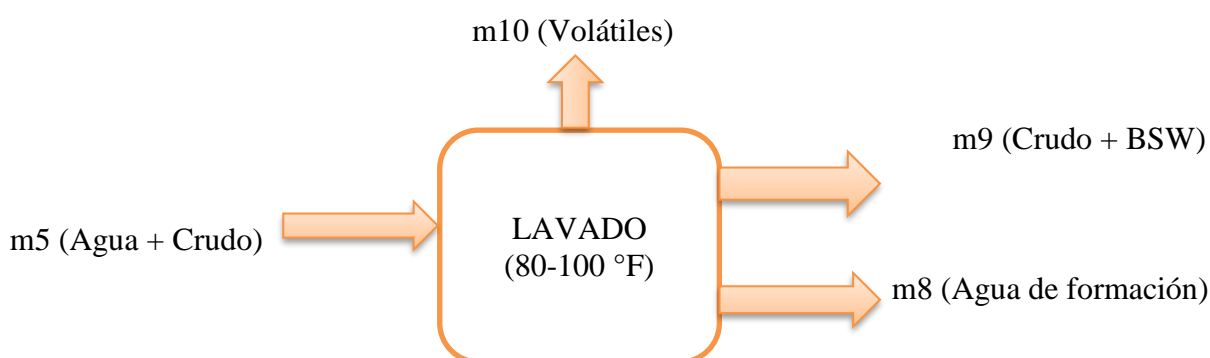 m10 (Volátiles)
m9 (Crudo + BSW)
m5 (Agua + Crudo)
LAVADO
(80-100 °F)
m8 (Agua de formación)